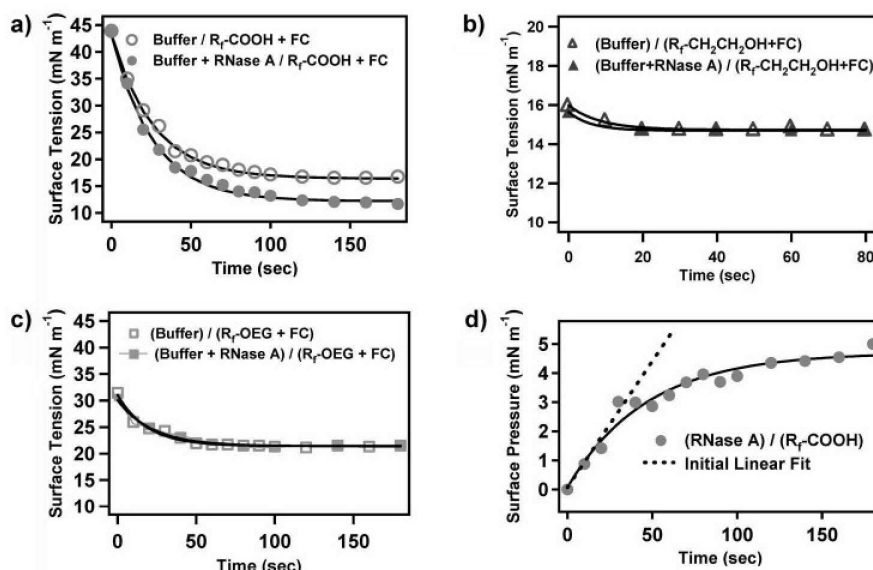 a)
Surface Tension (mN m⁻¹)
45
40
35
30
25
20
15
10
Buffer / Rf-COOH + FC
Buffer + RNase A / Rf-COOH + FC
0 50 100 150
Time (sec)
b)
Surface Tension (mN m⁻¹)
20
18
16
14
12
10
(Buffer) / (Rf-CH2CH2OH+FC)
(Buffer+RNase A) / (Rf-CH2CH2OH+FC)
0 20 40 60 80
Time (sec)
c)
Surface Tension (mN m⁻¹)
45
40
35
30
25
20
15
10
(Buffer) / (Rf-OEG + FC)
(Buffer + RNase A) / (Rf-OEG + FC)
0 50 100 150
Time (sec)
d)
Surface Pressure (mN m⁻¹)
5
4
3
2
1
0
(RNase A) / (Rf-COOH)
Initial Linear Fit
0 50 100 150
Time (sec)